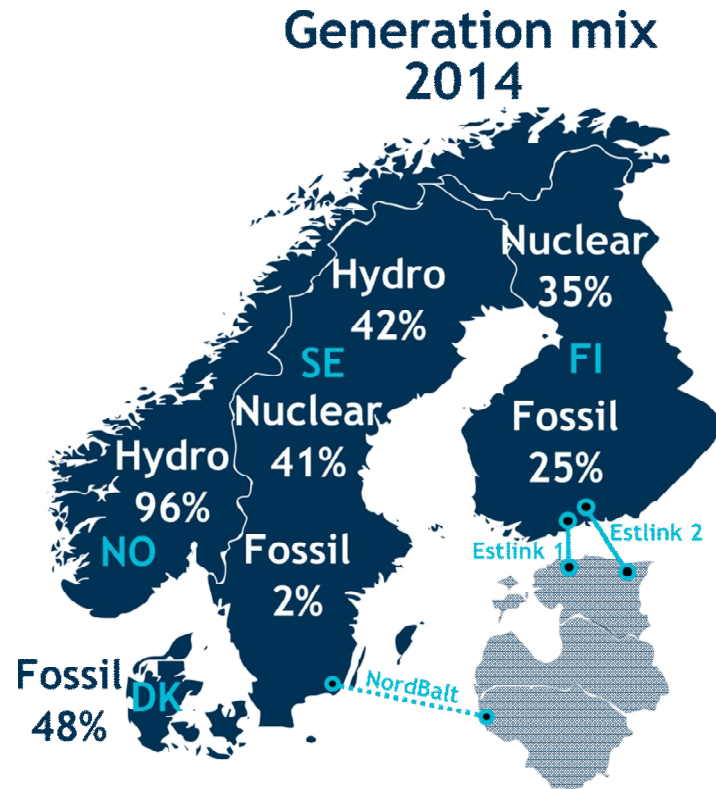 Generation mix
2014
Nuclear
35%
Hydro
42%
SE
FI
Nuclear
41%
Fossil
25%
Hydro
96%
NO
Estlink 1
Estlink 2
Fossil
2%
Fossil
48%
DK
NordBalt